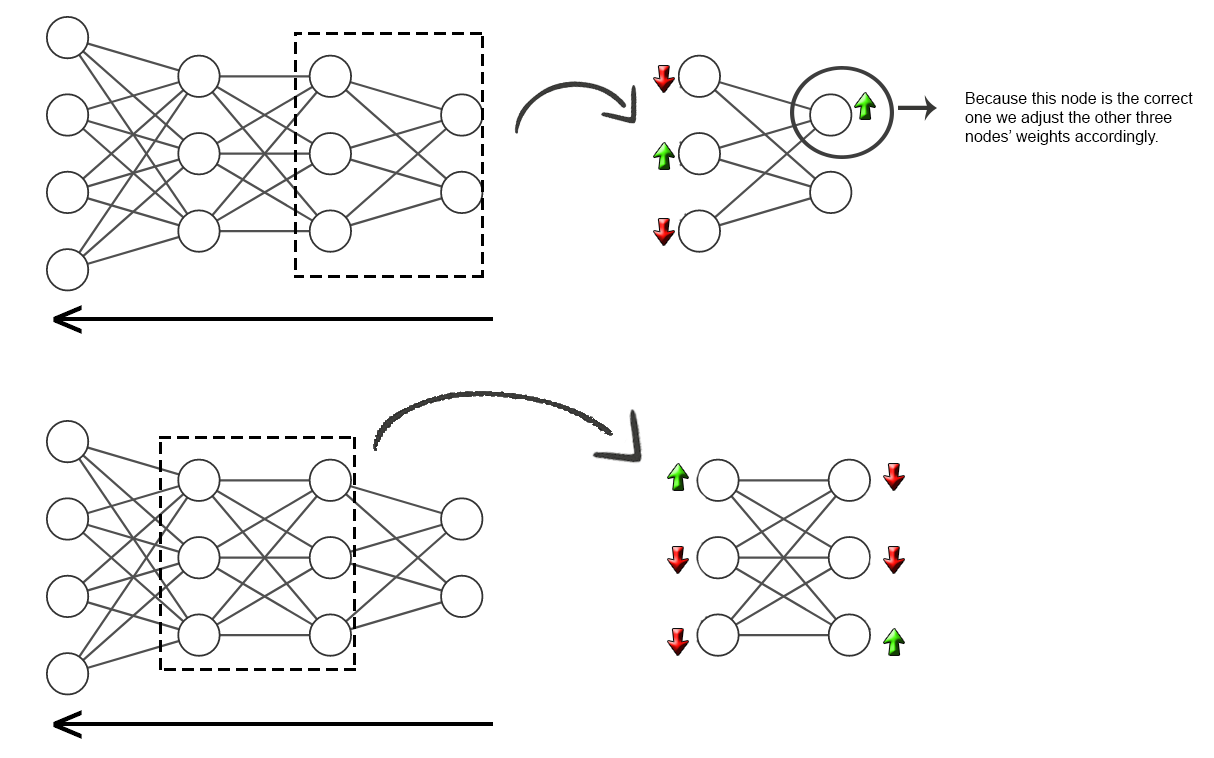 Because this node is the correct
one we adjust the other three
nodes’ weights accordingly.